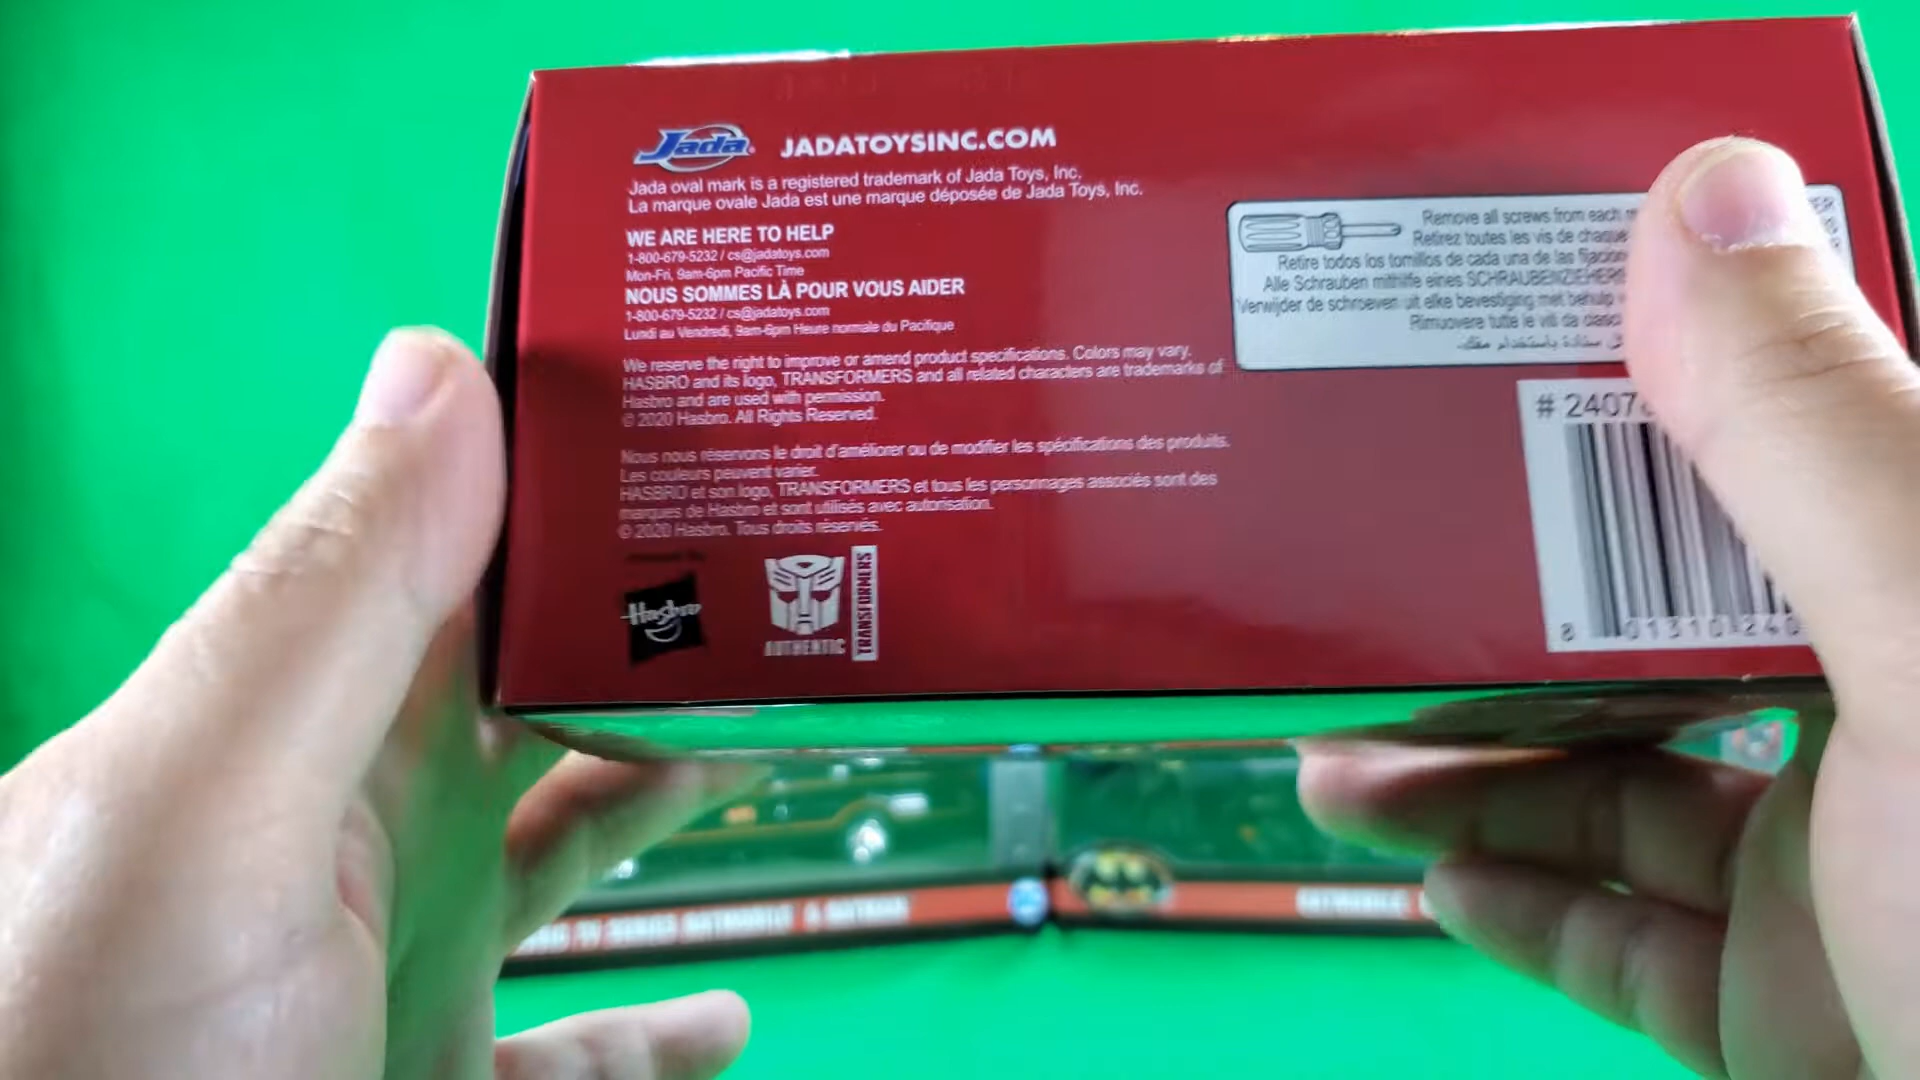 Jada
JADATOYSINC.COM
Jada oval mark is a registered trademark of Jada Toys, Inc.
La marque ovale Jada est une marque déposée de Jada Toys, Inc.
WE ARE HERE TO HELP
1-800-679-5232 / cs@jadatoys.com
Mon-Fri, 9am-6pm Pacific Time
NOUS SOMMES LÀ POUR VOUS AIDER
1-800-679-5232 / cs@jadatoys.com
Lundi au Vendredi, 9am-6pm Heure normale du Pacifique
We reserve the right to improve or amend product specifications. Colors may vary.
HASBRO and its logo, TRANSFORMERS and all related characters are trademarks of
Hasbro and are used with permission.
© 2020 Hasbro. All Rights Reserved.
Nous nous réservons le droit d'améliorer ou de modifier les spécifications des produits.
Les couleurs peuvent varier.
HASBRO et son logo, TRANSFORMERS et tous les personnages associés sont des
marques de Hasbro et sont utilisés avec autorisation.
© 2020 Hasbro. Tous droits réservés.
Hasbro
AUTHENTIC
TRANSFORMERS
Remove all screws from each
Retirez toutes les vis de chaque
Retire todos los tornillos de cada una de las
Alle Schrauben mithilfe eines
Verwijder de schroeven uit elke bevestiging met behulp
Rimuovere tutte le viti da
# 2407
8 01310 240
TV SERIES BATMOBILE & BATMAN
BATMOBILE